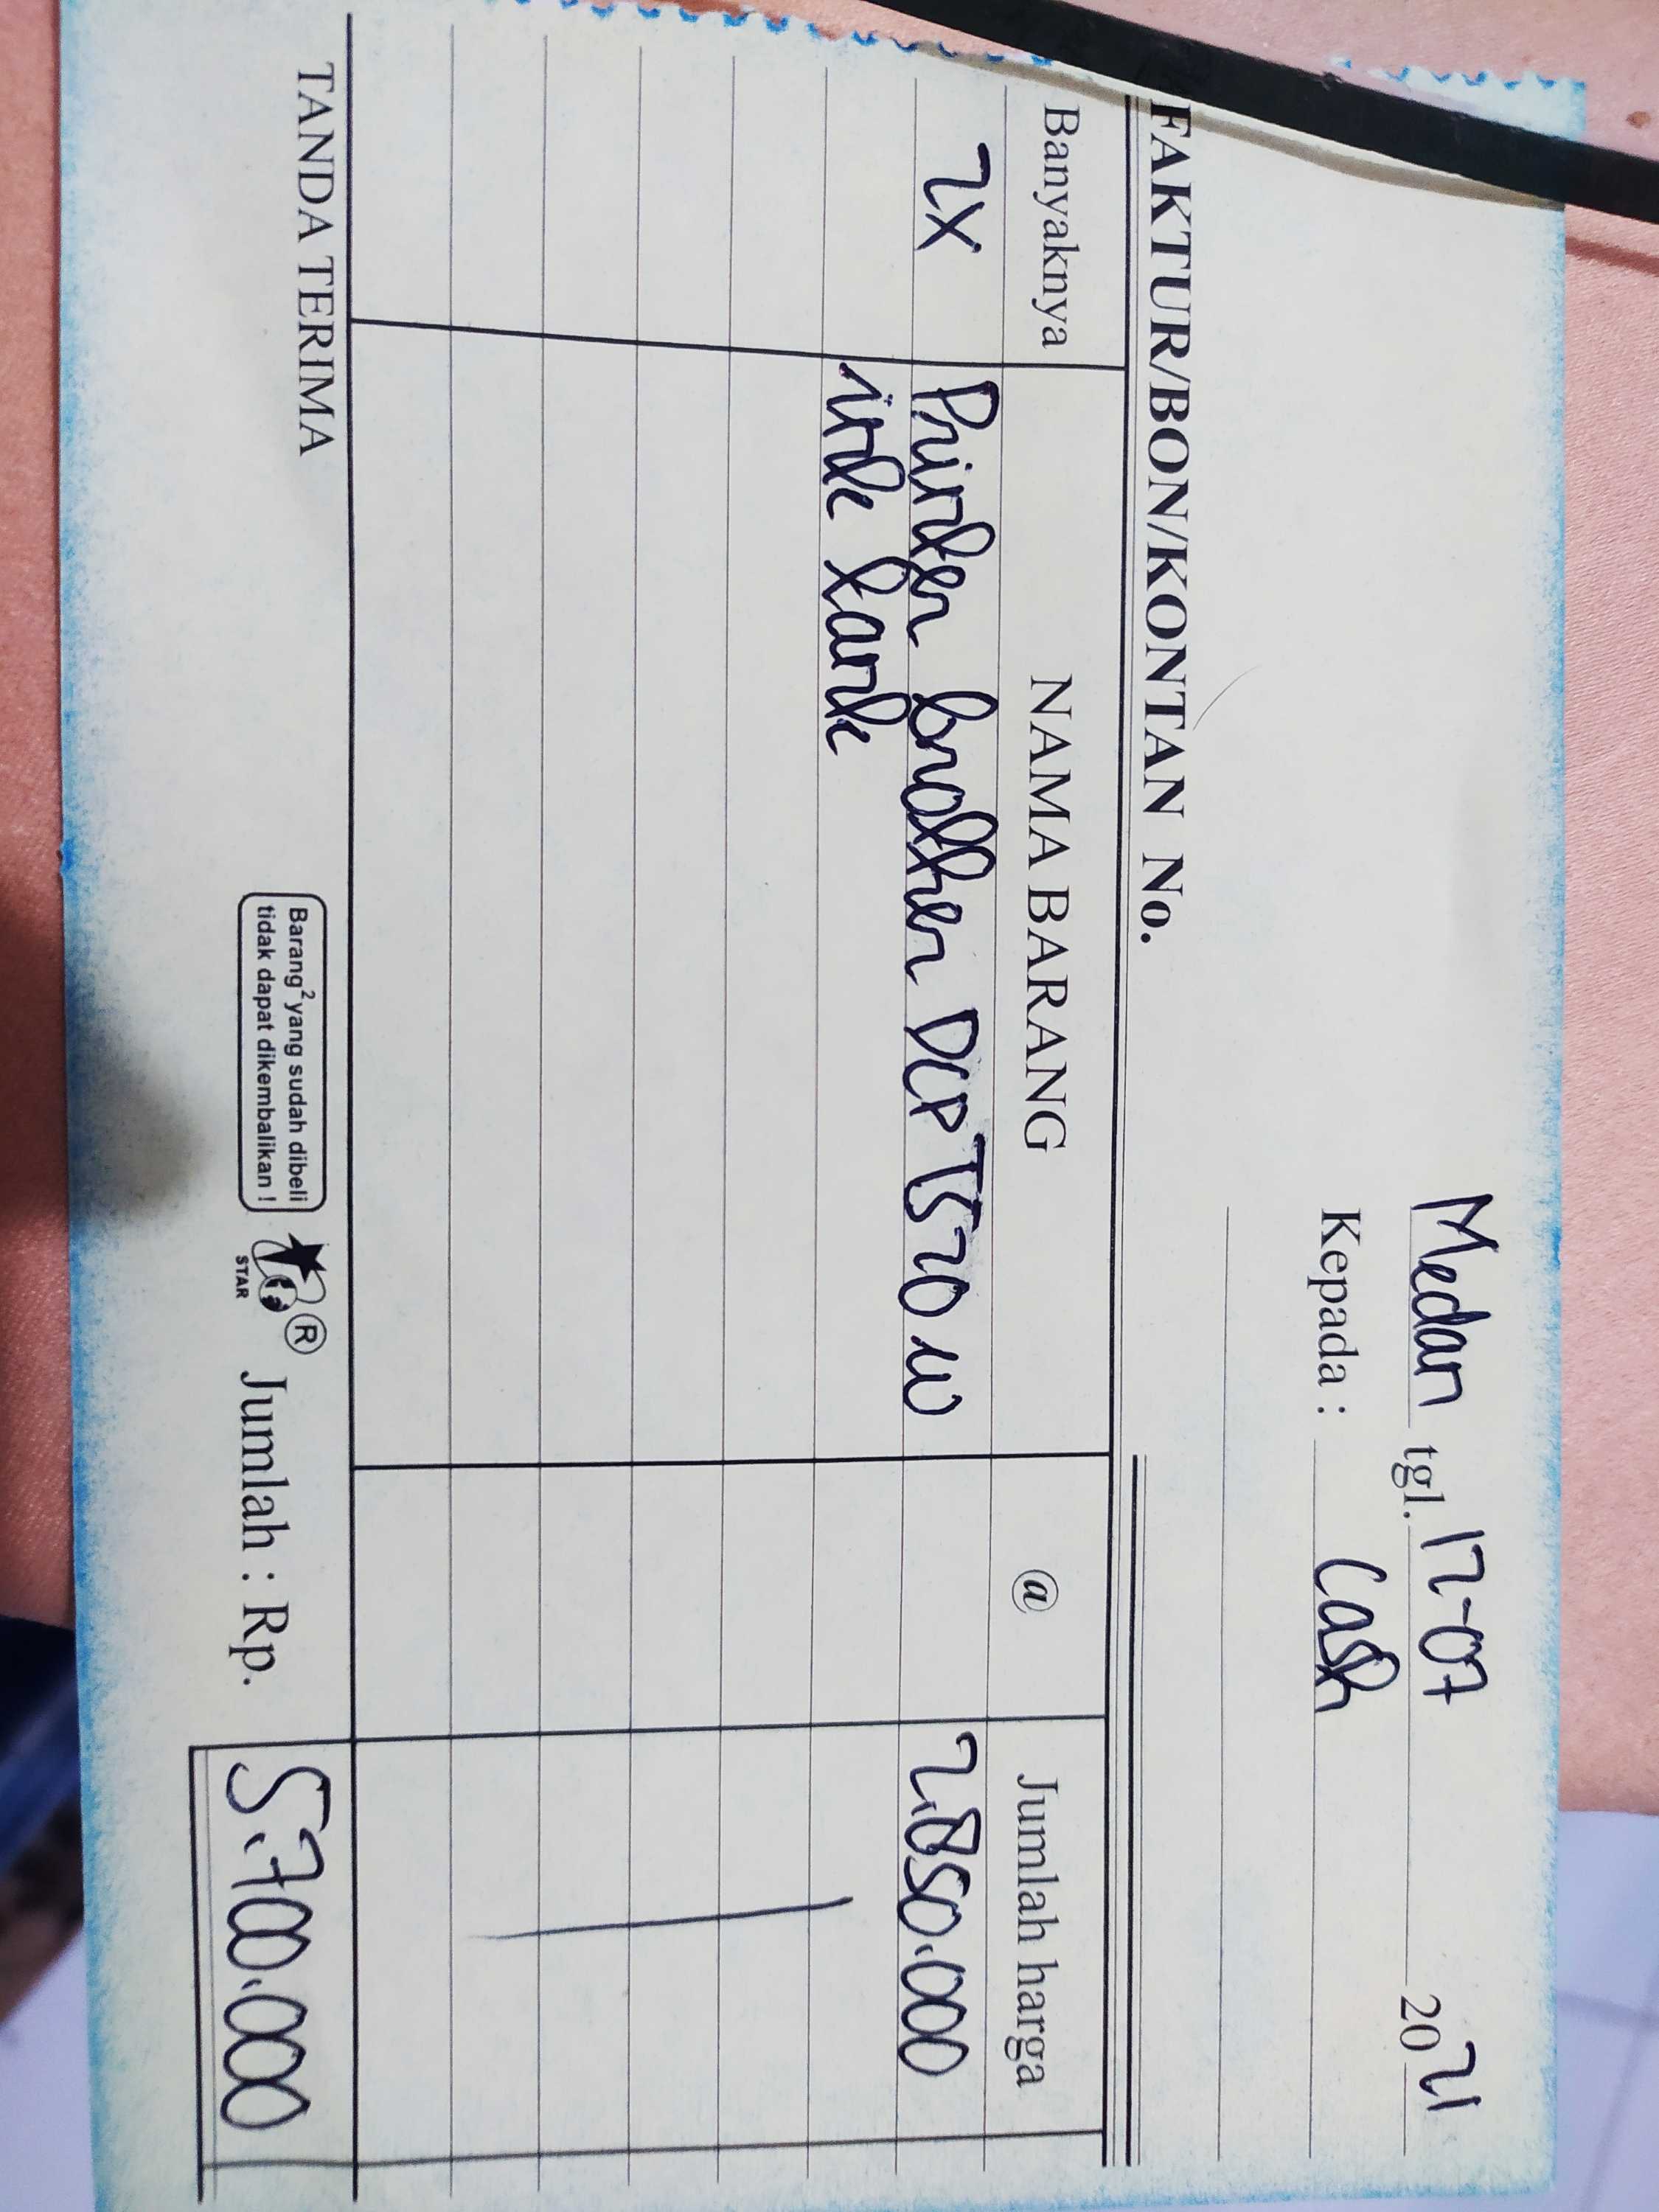 Medan tgl. 12-07 2021
Kepada : Cash
FAKTUR/BON/KONTAN No.
Banyaknya NAMA BARANG @ Jumlah harga
2X Printer brother DCP T520 W 2.850.000
ink tank
TANDA TERIMA
Barang² yang sudah dibeli
tidak dapat dikembalikan !
STAR ®
Jumlah : Rp. 5.700.000